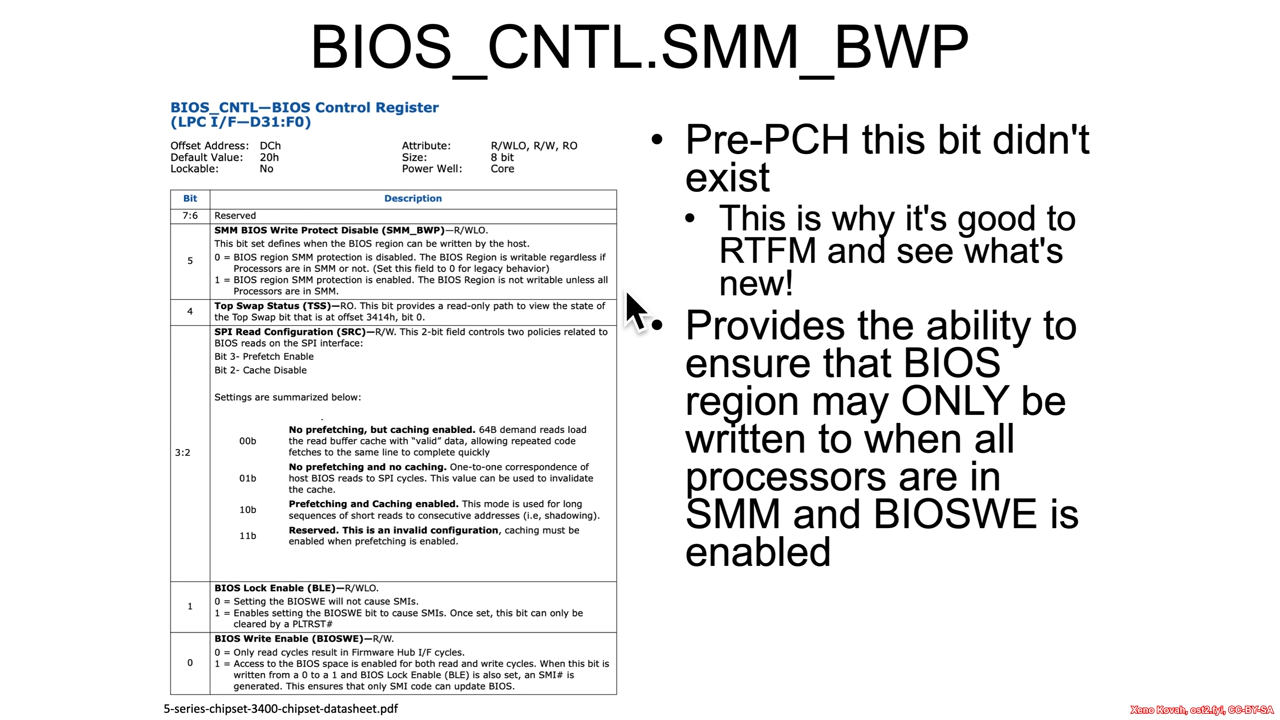 BIOS_CNTL.SMM_BWP
BIOS_CNTL—BIOS Control Register
(LPC I/F—D31:F0)
Offset Address: DCh Attribute: R/WLO, R/W, RO
Default Value: 20h Size: 8 bit
Lockable: No Power Well: Core
Bit Description
7:6 Reserved
SMM BIOS Write Protect Disable (SMM_BWP)—R/WLO.
This bit set defines when the BIOS region can be written by the host.
5
0 = BIOS region SMM protection is disabled. The BIOS Region is writable regardless if
Processors are in SMM or not. (Set this field to 0 for legacy behavior)
1 = BIOS region SMM protection is enabled. The BIOS Region is not writable unless all
Processors are in SMM.
4
Top Swap Status (TSS)—RO. This bit provides a read-only path to view the state of
the Top Swap bit that is at offset 3414h, bit 0.
3:2
SPI Read Configuration (SRC)—R/W. This 2-bit field controls two policies related to
BIOS reads on the SPI interface:
Bit 3- Prefetch Enable
Bit 2- Cache Disable
Settings are summarized below:
00b
No prefetching, but caching enabled. 64B demand reads load
the read buffer cache with “valid” data, allowing repeated code
fetches to the same line to complete quickly
01b
No prefetching and no caching. One-to-one correspondence of
host BIOS reads to SPI cycles. This value can be used to invalidate
the cache.
10b
Prefetching and Caching enabled. This mode is used for long
sequences of short reads to consecutive addresses (i.e, shadowing).
11b
Reserved. This is an invalid configuration, caching must be
enabled when prefetching is enabled.
1
BIOS Lock Enable (BLE)—R/WLO.
0 = Setting the BIOSWE will not cause SMIs.
1 = Enables setting the BIOSWE bit to cause SMIs. Once set, this bit can only be
cleared by a PLTRST#
0
BIOS Write Enable (BIOSWE)—R/W.
0 = Only read cycles result in Firmware Hub I/F cycles.
1 = Access to the BIOS space is enabled for both read and write cycles. When this bit is
written from a 0 to a 1 and BIOS Lock Enable (BLE) is also set, an SMI# is
generated. This ensures that only SMI code can update BIOS.
5-series-chipset-3400-chipset-datasheet.pdf
• Pre-PCH this bit didn't
exist
• This is why it's good to
RTFM and see what's
new!
• Provides the ability to
ensure that BIOS
region may ONLY be
written to when all
processors are in
SMM and BIOSWE is
enabled
Xeno Kovah, ost2.fyi, CC-BY-SA